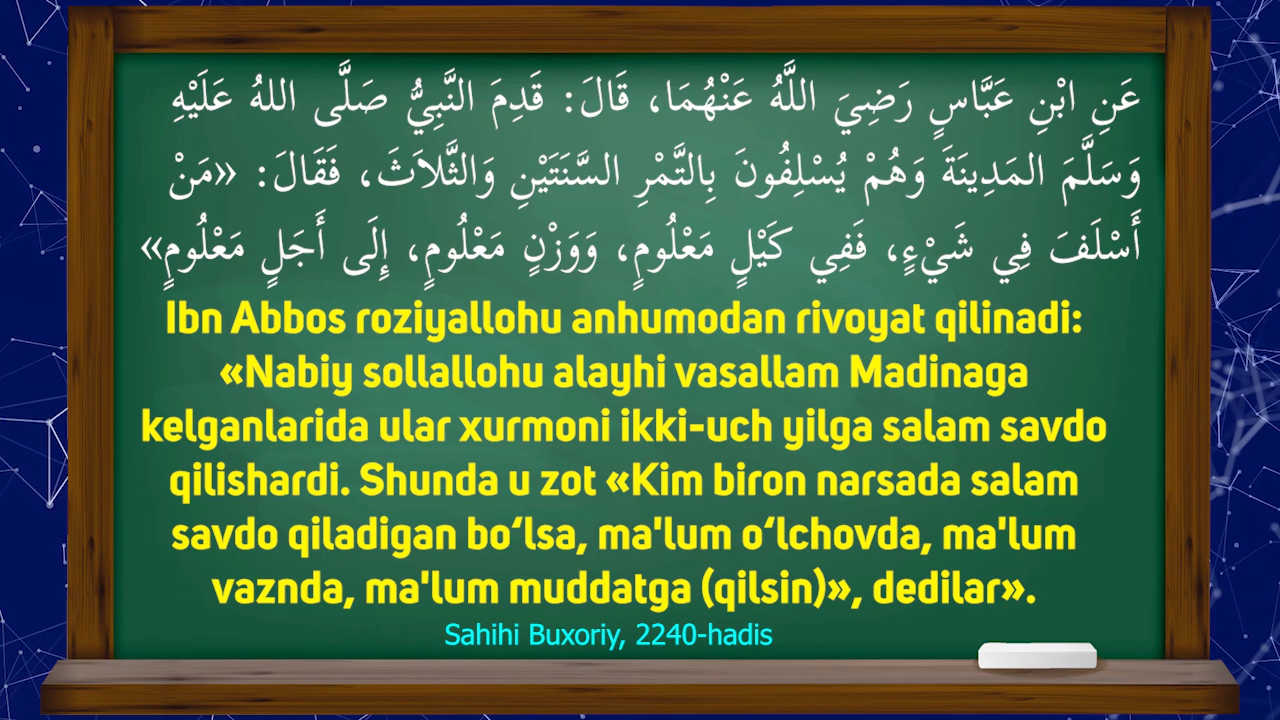 عَنِ ابْنِ عَبَّاسٍ رَضِيَ اللَّهُ عَنْهُمَا، قَالَ: قَدِمَ النَّبِيُّ صَلَّى اللهُ عَلَيْهِ
وَسَلَّمَ المَدِينَةَ وَهُمْ يُسْلِفُونَ بِالتَّمْرِ السَّنَتَيْنِ وَالثَّلاَثَ، فَقَالَ: «مَنْ
أَسْلَفَ فِي شَيْءٍ، فَفِي كَيْلٍ مَعْلُومٍ، وَوَزْنٍ مَعْلُومٍ، إِلَى أَجَلٍ مَعْلُومٍ»
Ibn Abbos roziyallohu anhumodan rivoyat qilinadi:
«Nabiy sollallohu alayhi vasallam Madinaga
kelganlarida ular xurmoni ikki-uch yilga salam savdo
qilishardi. Shunda u zot «Kim biron narsada salam
savdo qiladigan bo‘lsa, ma'lum o‘lchovda, ma'lum
vaznda, ma'lum muddatga (qilsin)», dedilar».
Sahihi Buxoriy, 2240-hadis